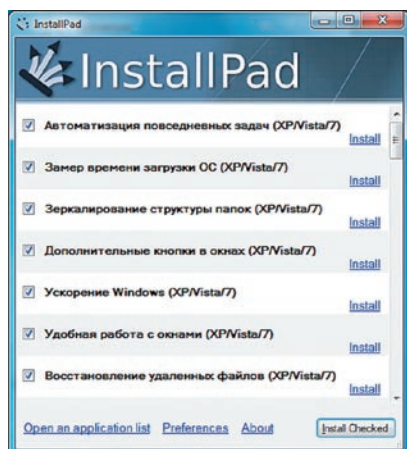 InstallPad
InstallPad
Автоматизация повседневных задач (XP/Vista/7)
Install
Замер времени загрузки ОС (XP/Vista/7)
Install
Зеркалирование структуры папок (XP/Vista/7)
Install
Дополнительные кнопки в окнах (XP/Vista/7)
Install
Ускорение Windows (XP/Vista/7)
Install
Удобная работа с окнами (XP/Vista/7)
Install
Восстановление удаленных файлов (XP/Vista/7)
Install
Open an application list Preferences About Install Checked